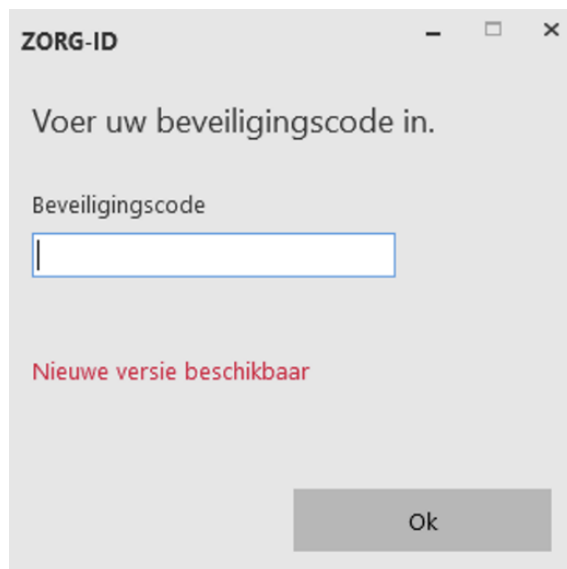 ZORG-ID
Voer uw beveiligingscode in.
Beveiligingscode
Nieuwe versie beschikbaar
Ok